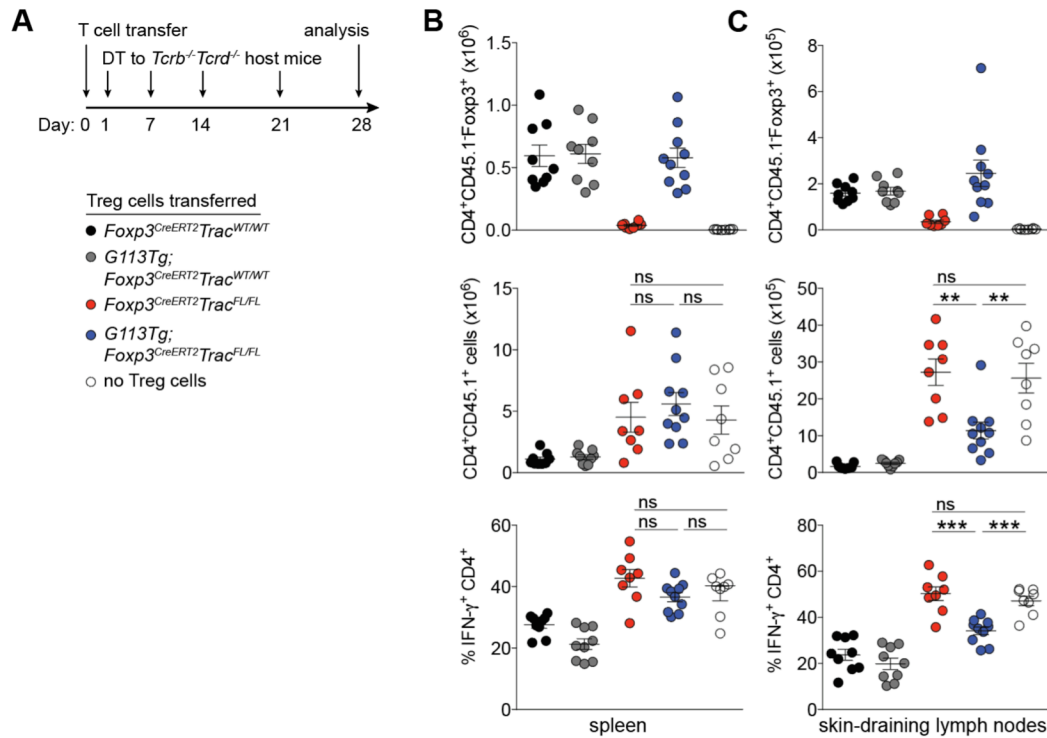 A
T cell transfer
analysis
DT to Tcrb-/-Tcrd-/- host mice
Day: 0 1 7 14 21 28
Treg cells transferred
Foxp3CreERT2TracWT/WT
G113Tg;
Foxp3CreERT2TracWT/WT
Foxp3CreERT2TracFL/FL
G113Tg;
Foxp3CreERT2TracFL/FL
no Treg cells
B
CD4+CD45.1-Foxp3+ (x10^6)
1.5
1.0
0.5
0.0
CD4+CD45.1+ cells (x10^6)
15
10
5
0
ns
ns ns
% IFN-γ+ CD4+
60
40
20
0
ns
ns ns
spleen
C
CD4+CD45.1-Foxp3+ (x10^5)
8
6
4
2
0
CD4+CD45.1+ cells (x10^5)
50
40
30
20
10
0
ns
** **
% IFN-γ+ CD4+
80
60
40
20
0
ns
*** ***
skin-draining lymph nodes